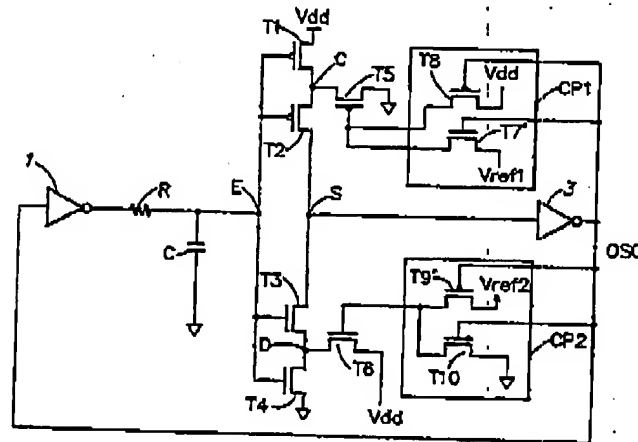 T1
Vdd
C
T5
T8
Vdd
CP1
T2
T7
Vref1
1
R
E
S
3
C
OSC
T3
T9
Vref2
D
T6
CP2
T4
T10
Vdd